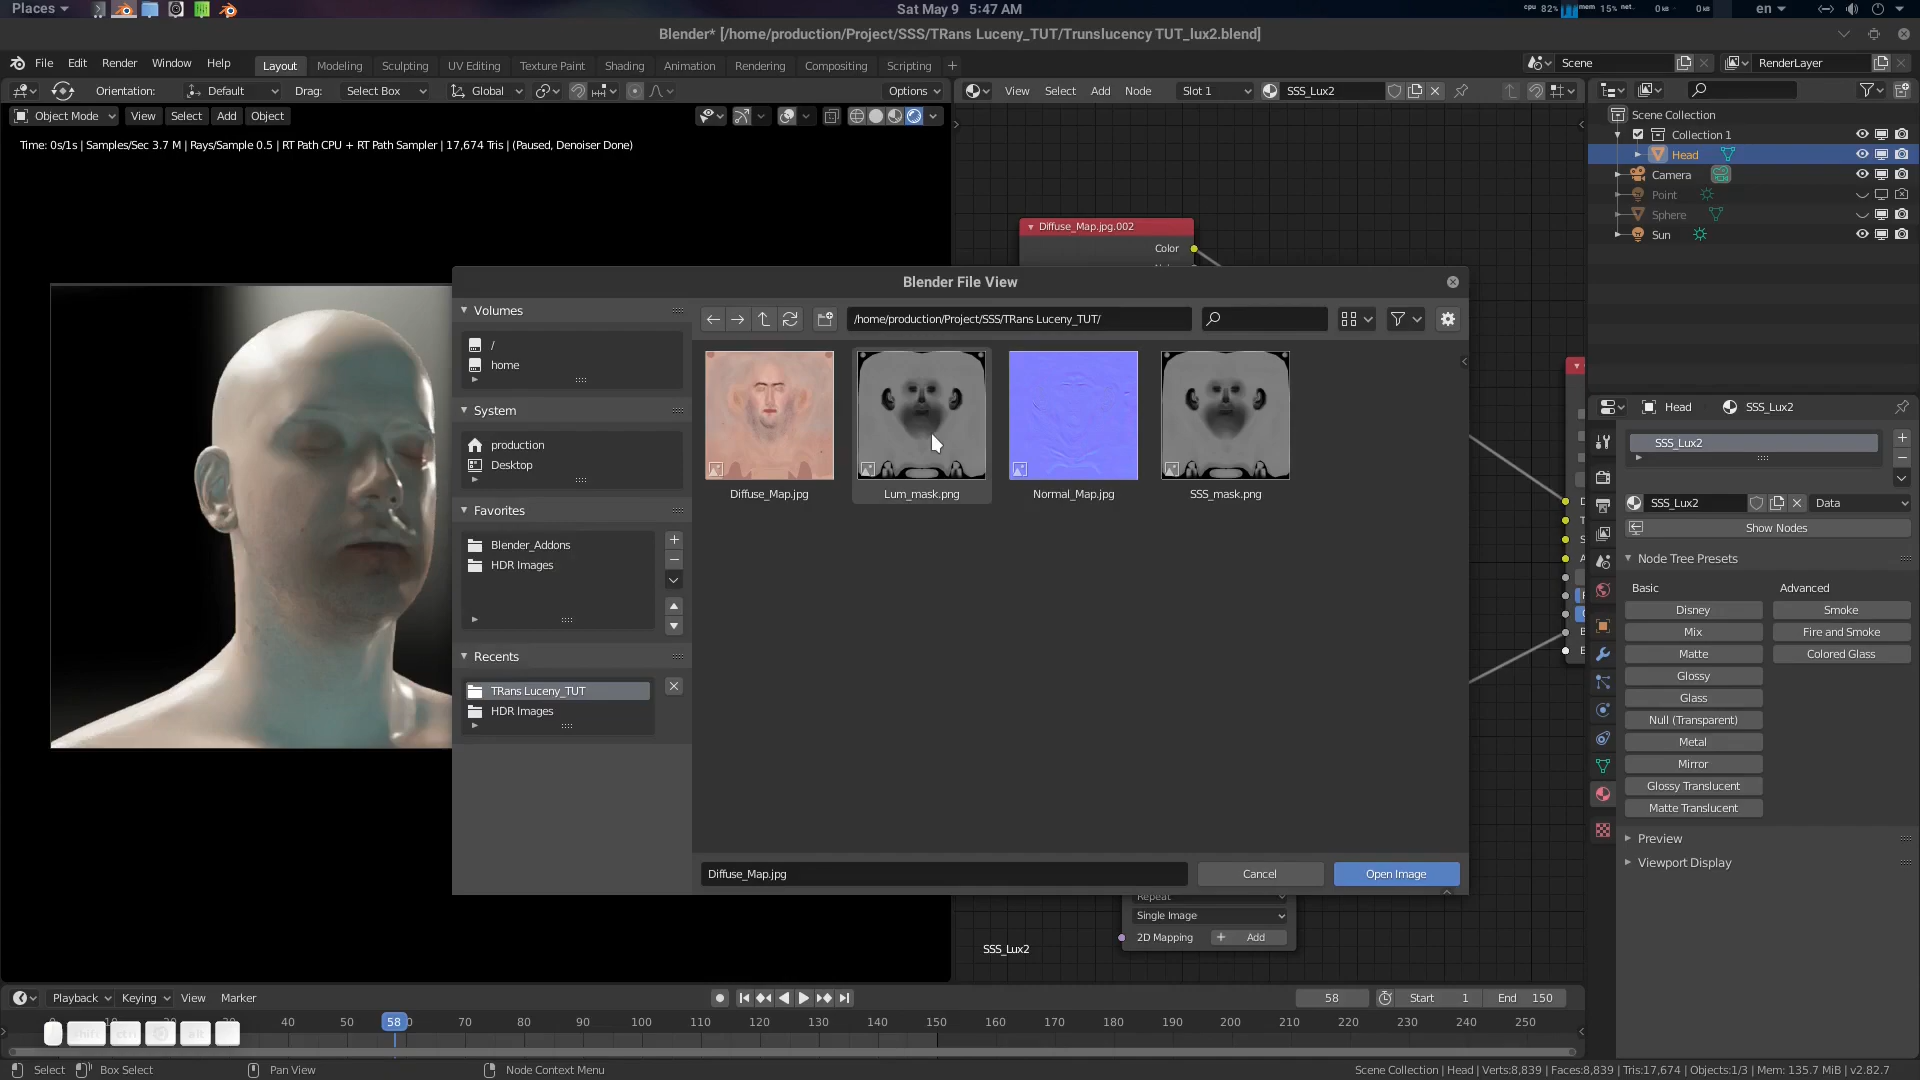 Places
Sat May 9 5:47 AM
cpu 82% mem 15% net 0kB 0kB en
Blender* [/home/production/Project/SSS/TRans Luceny_TUT/Trunslucency TUT_lux2.blend]
File Edit Render Window Help
Layout Modeling Sculpting UV Editing Texture Paint Shading Animation Rendering Compositing Scripting
Scene
RenderLayer
Orientation: Default Drag: Select Box Global Options
View Select Add Node Slot 1 SSS_Lux2
Object Mode View Select Add Object
Scene Collection
Collection 1
Head
Camera
Point
Sphere
Sun
Time: 0s/1s | Samples/Sec 3.7 M | Rays/Sample 0.5 | RT Path CPU + RT Path Sampler | 17,674 Tris | (Paused, Denoiser Done)
Diffuse_Map.jpg.002
Color
Blender File View
Volumes
/
home
System
production
Desktop
Favorites
Blender_Addons
HDR Images
Recents
TRans Luceny_TUT
HDR Images
/home/production/Project/SSS/TRans Luceny_TUT/
Diffuse_Map.jpg
Lum_mask.png
Normal_Map.jpg
SSS_mask.png
Diffuse_Map.jpg
Cancel
Open Image
Repeat
Single Image
2D Mapping
Add
SSS_Lux2
Head SSS_Lux2
SSS_Lux2
SSS_Lux2 Data
Show Nodes
Node Tree Presets
Basic Advanced
Disney Smoke
Mix Fire and Smoke
Matte Colored Glass
Glossy
Glass
Null (Transparent)
Metal
Mirror
Glossy Translucent
Matte Translucent
Preview
Viewport Display
Playback Keying View Marker
58 Start 1 End 150
40 50 58 70 80 90 100 110 120 130 140 150 160 170 180 190 200 210 220 230 240 250
shift ctrl alt
Select Box Select Pan View Node Context Menu
Scene Collection | Head | Verts:8,839 | Faces:8,839 | Tris:17,674 | Objects:1/3 | Mem: 135.7 MiB | v2.82.7